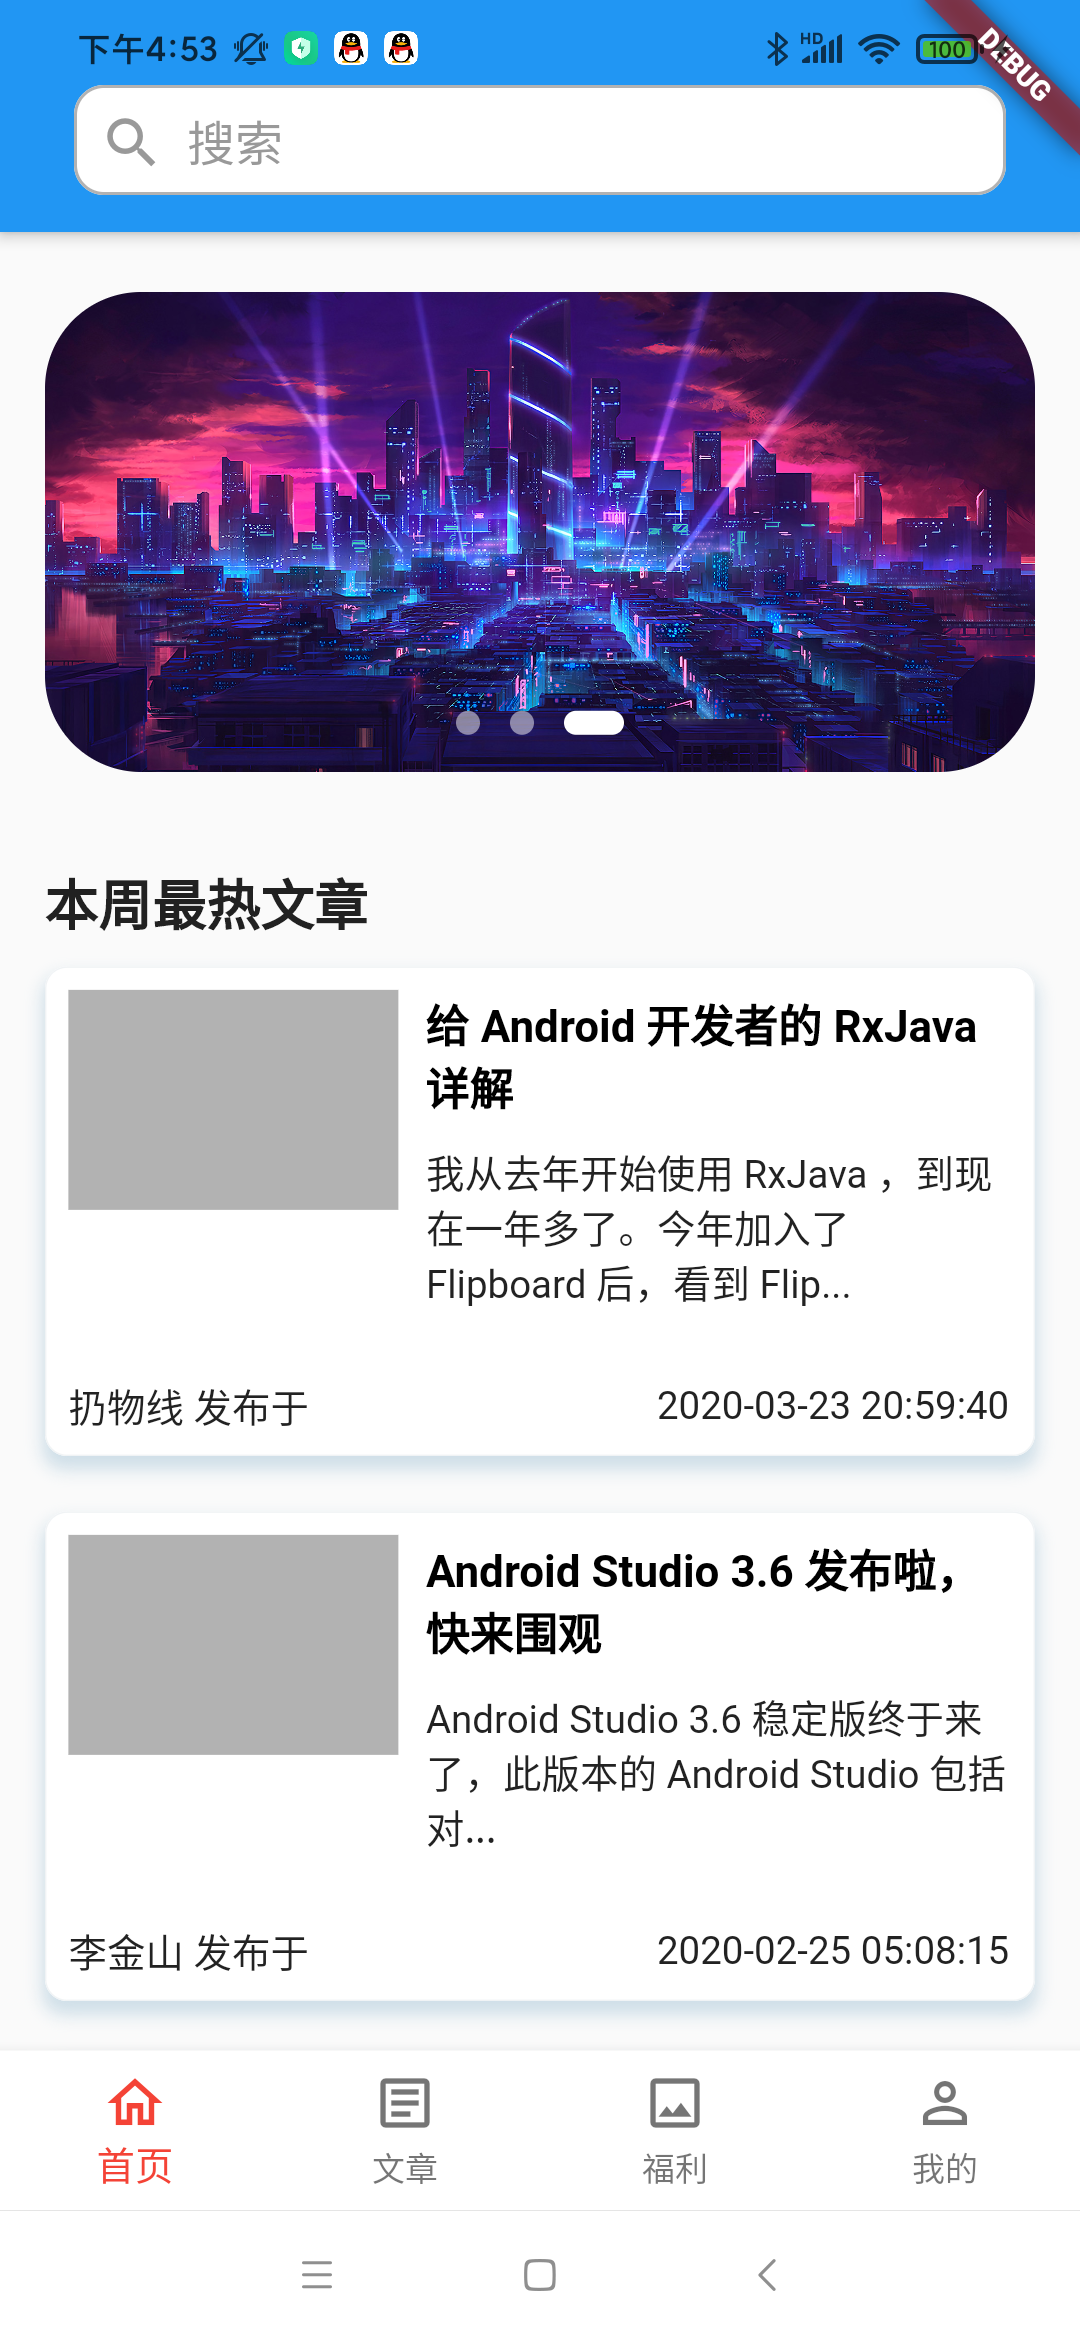 下午4:53
HD
100
DEBUG
搜索
本周最热文章
给 Android 开发者的 RxJava
详解
我从去年开始使用 RxJava ，到现
在一年多了。今年加入了
Flipboard 后，看到 Flip...
扔物线 发布于
2020-03-23 20:59:40
Android Studio 3.6 发布啦，
快来围观
Android Studio 3.6 稳定版终于来
了，此版本的 Android Studio 包括
对...
李金山 发布于
2020-02-25 05:08:15
首页
文章
福利
我的